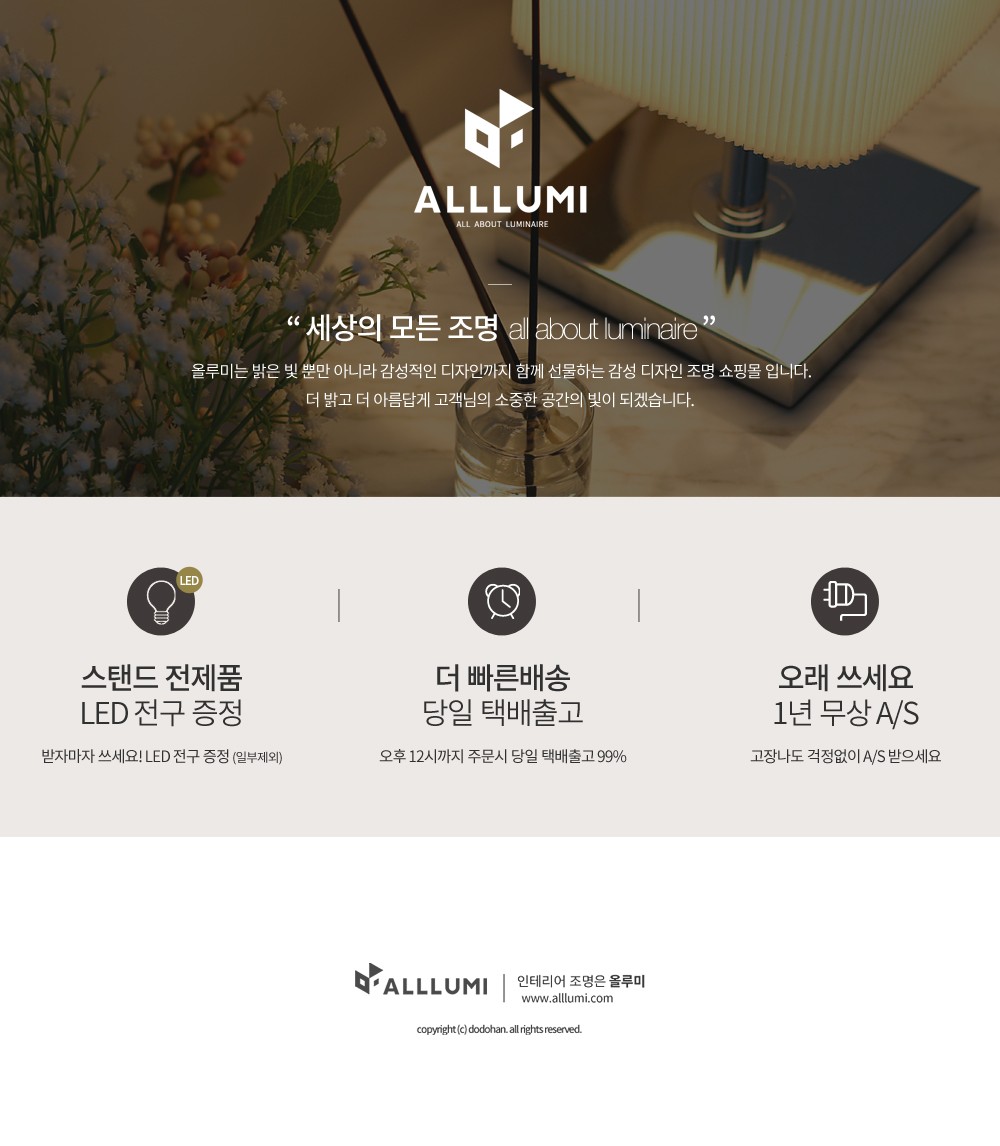 ALLLUMI
ALL ABOUT LUMINAIRE
“ 세상의 모든 조명 all about luminaire ”
올루미는 밝은 빛 뿐만 아니라 감성적인 디자인까지 함께 선물하는 감성 디자인 조명 쇼핑몰 입니다.
더 밝고 더 아름답게 고객님의 소중한 공간의 빛이 되겠습니다.
LED
스탠드 전제품
LED 전구 증정
받자마자 쓰세요! LED 전구 증정 (일부제외)
더 빠른배송
당일 택배출고
오후 12시까지 주문시 당일 택배출고 99%
오래 쓰세요
1년 무상 A/S
고장나도 걱정없이 A/S 받으세요
ALLLUMI
인테리어 조명은 올루미
www.alllumi.com
copyright (c) dodohan. all rights reserved.